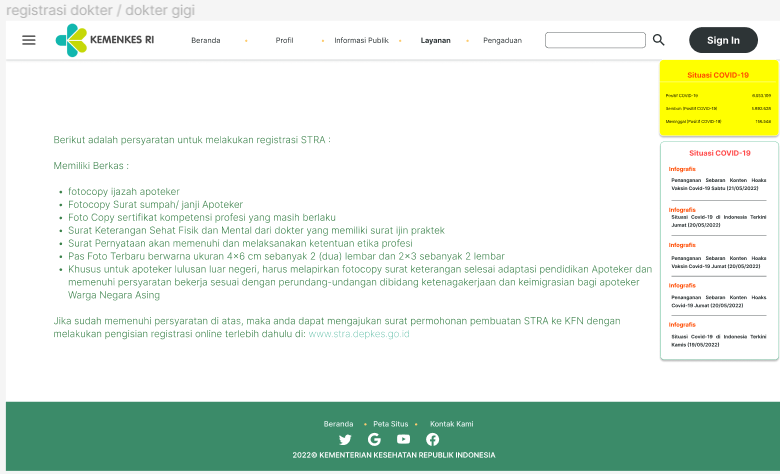 registrasi dokter / dokter gigi
KEMENKES RI
Beranda • Profil • Informasi Publik • Layanan • Pengaduan
Sign In
Situasi COVID-19
Positif COVID-19 6.053.109
Sembuh (Positif COVID-19)
Meninggal (Positif COVID-19)
Situasi COVID-19
Infografis
Penanganan Sebaran Konten Hoaks
Vaksin Covid-19 Sabtu (21/05/2022)
Infografis
Situasi Covid-19 di Indonesia Terkini
Jumat (20/05/2022)
Infografis
Penanganan Sebaran Konten Hoaks
Vaksin Covid-19 Jumat (20/05/2022)
Infografis
Penanganan Sebaran Konten Hoaks
Covid-19 Jumat (20/05/2022)
Infografis
Situasi Covid-19 di Indonesia Terkini
Kamis (19/05/2022)
Berikut adalah persyaratan untuk melakukan registrasi STRA :
Memiliki Berkas :
• fotocopy ijazah apoteker
• Fotocopy Surat sumpah/ janji Apoteker
• Foto Copy sertifikat kompetensi profesi yang masih berlaku
• Surat Keterangan Sehat Fisik dan Mental dari dokter yang memiliki surat ijin praktek
• Surat Pernyataan akan memenuhi dan melaksanakan ketentuan etika profesi
• Pas Foto Terbaru berwarna ukuran 4×6 cm sebanyak 2 (dua) lembar dan 2×3 sebanyak 2 lembar
• Khusus untuk apoteker lulusan luar negeri, harus melapirkan fotocopy surat keterangan selesai adaptasi pendidikan Apoteker dan
memenuhi persyaratan bekerja sesuai dengan perundang-undangan dibidang ketenagakerjaan dan keimigrasian bagi apoteker
Warga Negara Asing
Jika sudah memenuhi persyaratan di atas, maka anda dapat mengajukan surat permohonan pembuatan STRA ke KFN dengan
melakukan pengisian registrasi online terlebih dahulu di: www.stra.depkes.go.id
Beranda • Peta Situs • Kontak Kami
2022© KEMENTERIAN KESEHATAN REPUBLIK INDONESIA